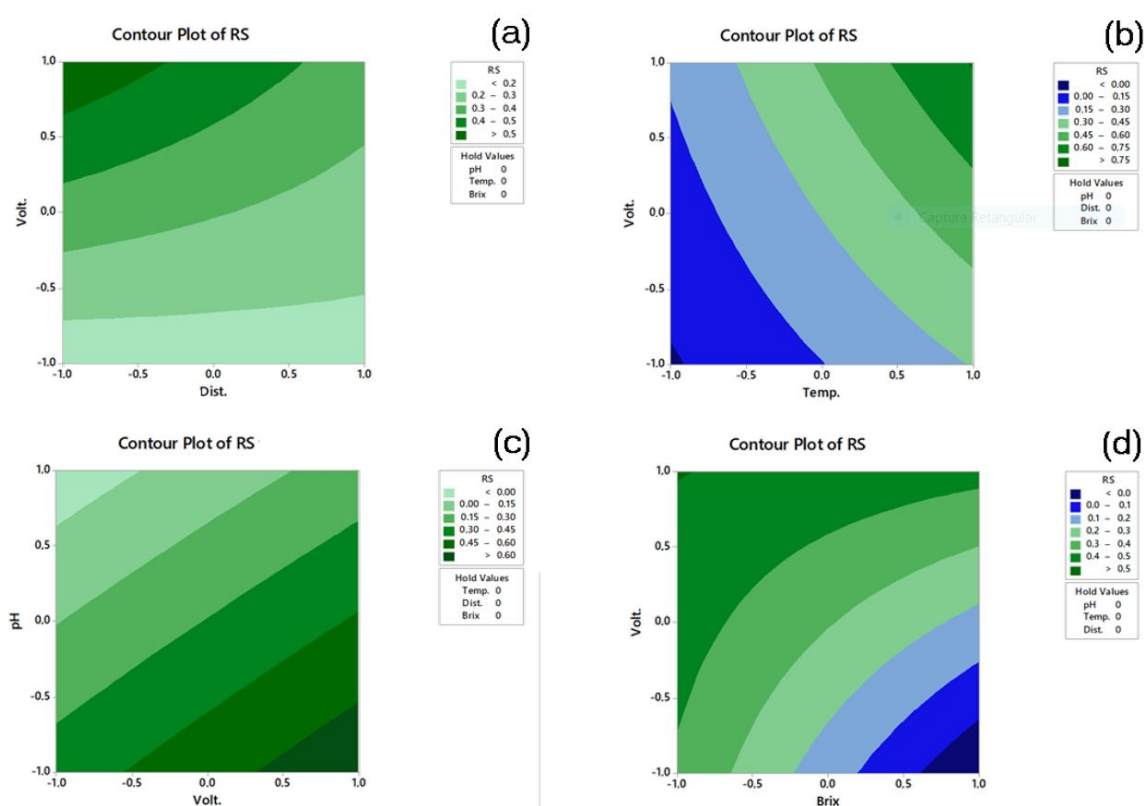 (a)
Contour Plot of RS
1.0
0.5
0.0
-0.5
-1.0
Volt.
-1.0 -0.5 0.0 0.5 1.0
Dist.
RS
< 0.2
0.2 – 0.3
0.3 – 0.4
0.4 – 0.5
> 0.5
Hold Values
pH 0
Temp. 0
Brix 0
(b)
Contour Plot of RS
1.0
0.5
0.0
-0.5
-1.0
Volt.
-1.0 -0.5 0.0 0.5 1.0
Temp.
RS
< 0.00
0.00 – 0.15
0.15 – 0.30
0.30 – 0.45
0.45 – 0.60
0.60 – 0.75
> 0.75
Hold Values
pH 0
Dist. 0
Brix 0
Captura Retangular
(c)
Contour Plot of RS
1.0
0.5
0.0
-0.5
-1.0
pH
-1.0 -0.5 0.0 0.5 1.0
Volt.
RS
< 0.00
0.00 – 0.15
0.15 – 0.30
0.30 – 0.45
0.45 – 0.60
> 0.60
Hold Values
Temp. 0
Dist. 0
Brix 0
(d)
Contour Plot of RS
1.0
0.5
0.0
-0.5
-1.0
Volt.
-1.0 -0.5 0.0 0.5 1.0
Brix
RS
< 0.0
0.0 – 0.1
0.1 – 0.2
0.2 – 0.3
0.3 – 0.4
0.4 – 0.5
> 0.5
Hold Values
pH 0
Temp. 0
Dist. 0